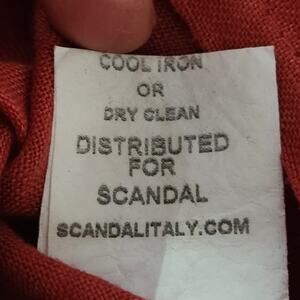 COOL IRON
OR
DRY CLEAN
DISTRIBUTED
FOR
SCANDAL
SCANDALITALY.COM